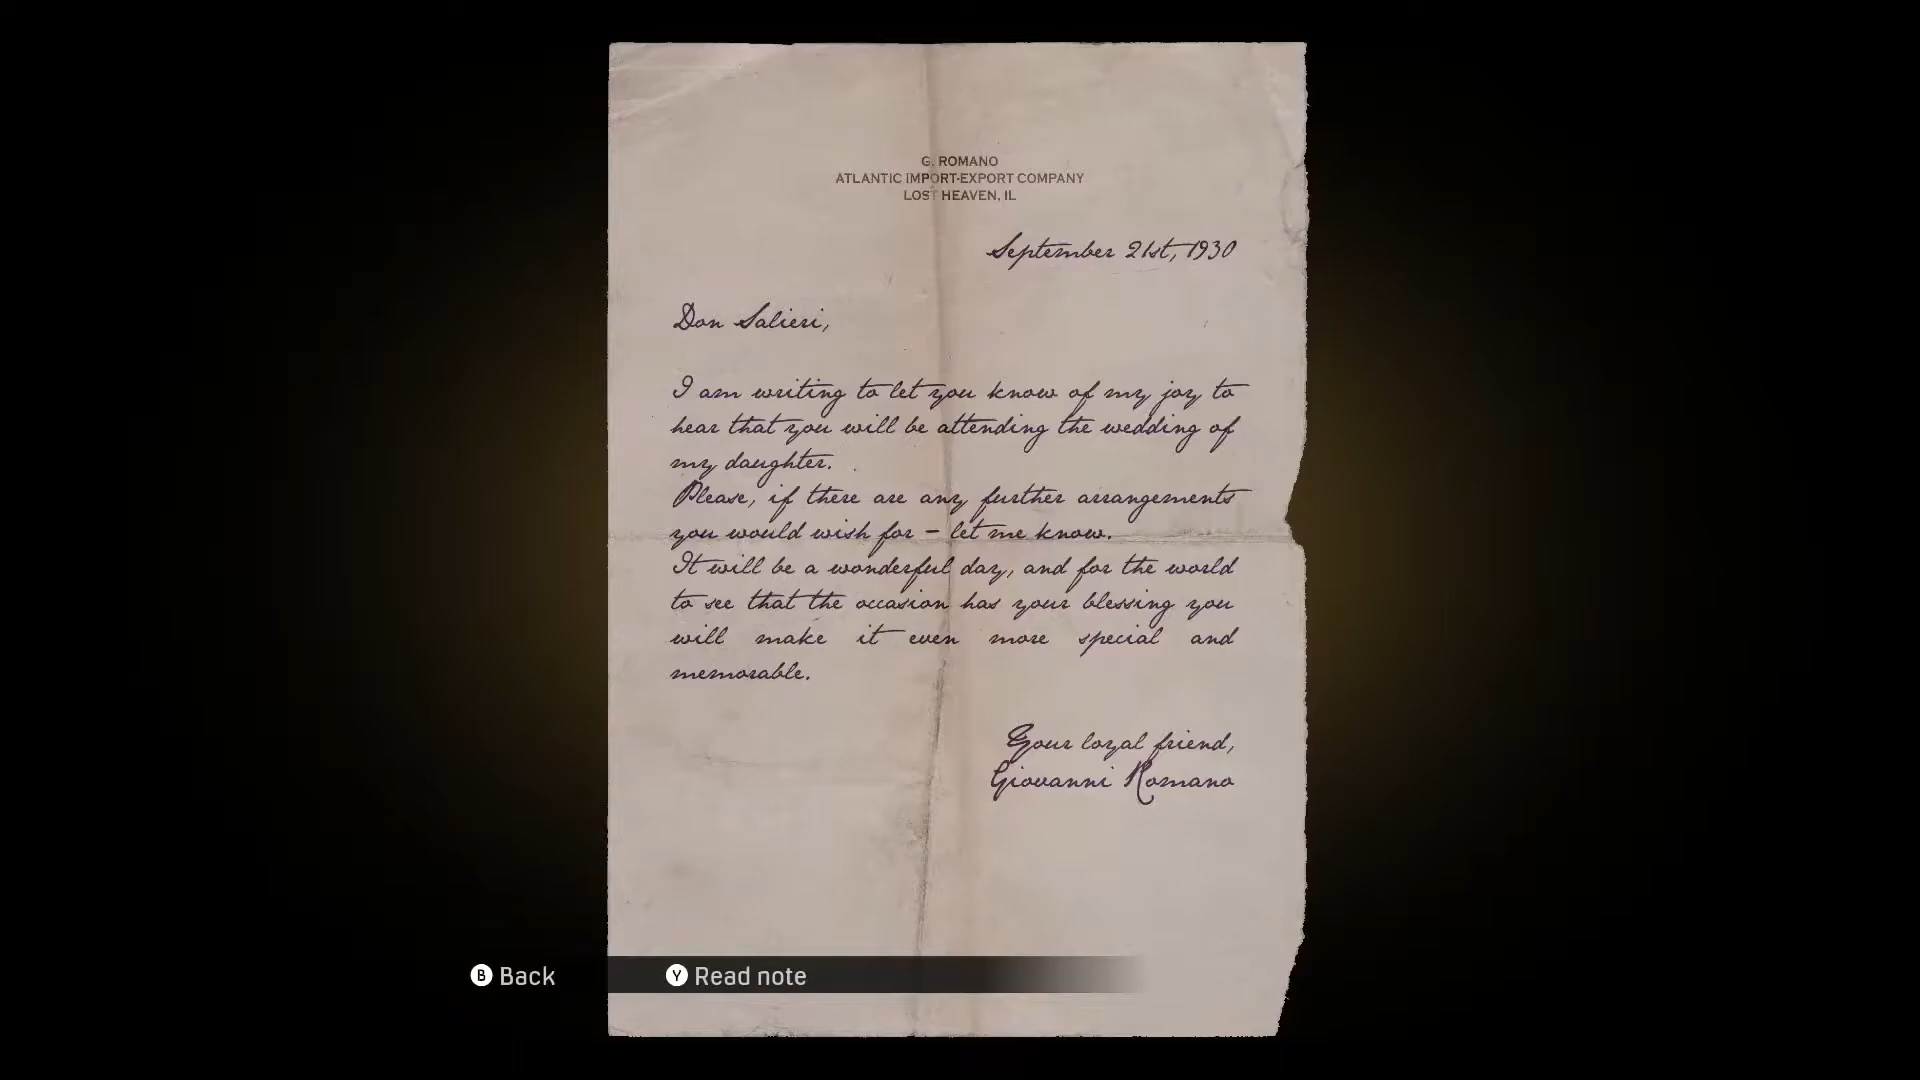 G. ROMANO
ATLANTIC IMPORT-EXPORT COMPANY
LOST HEAVEN, IL
September 21st, 1930
Don Salieri,
I am writing to let you know of my joy to
hear that you will be attending the wedding of
my daughter.
Please, if there are any further arrangements
you would wish for - let me know.
It will be a wonderful day, and for the world
to see that the occasion has your blessing you
will make it even more special and
memorable.
Your loyal friend,
Giovanni Romano
B Back
Y Read note